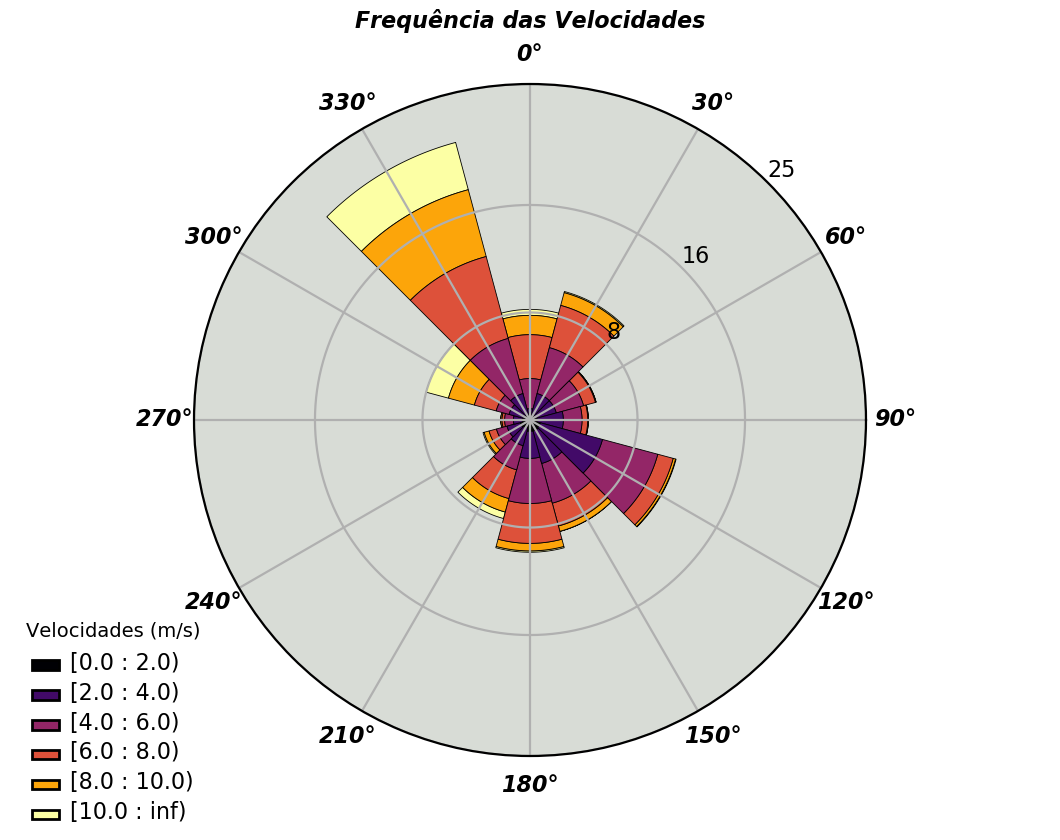 Frequência das Velocidades
0°
330°
30°
25
300°
60°
16
8
270°
90°
240°
120°
210°
150°
180°
Velocidades (m/s)
[0.0 : 2.0)
[2.0 : 4.0)
[4.0 : 6.0)
[6.0 : 8.0)
[8.0 : 10.0)
[10.0 : inf)